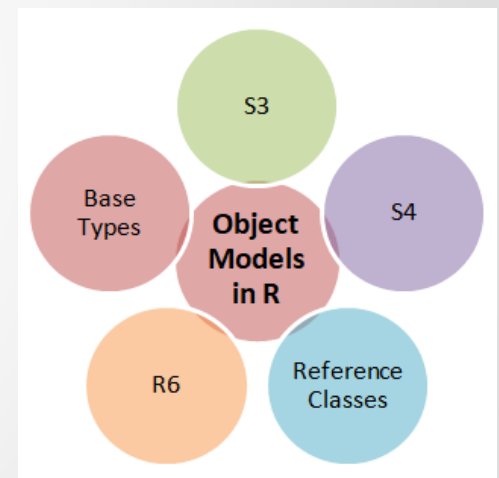 S3
Base
Types
S4
Object
Models
in R
R6
Reference
Classes